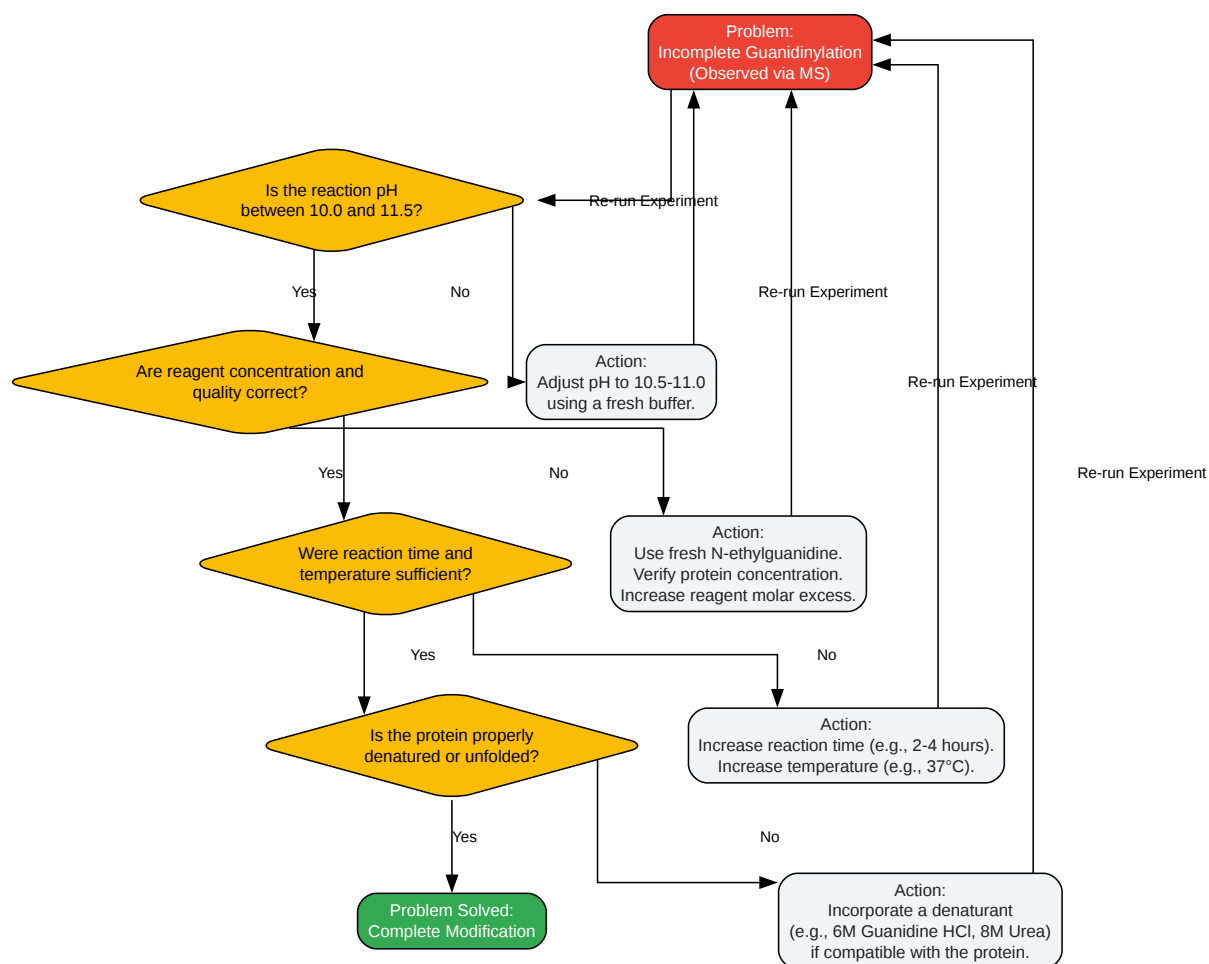 Problem:
Incomplete Guanidinylation
(Observed via MS)
Is the reaction pH
between 10.0 and 11.5?
Re-run Experiment
Yes
No
Re-run Experiment
Are reagent concentration and
quality correct?
Action:
Adjust pH to 10.5-11.0
using a fresh buffer.
Re-run Experiment
Yes
No
Re-run Experiment
Were reaction time and
temperature sufficient?
Action:
Use fresh N-ethylguanidine.
Verify protein concentration.
Increase reagent molar excess.
Yes
No
Is the protein properly
denatured or unfolded?
Action:
Increase reaction time (e.g., 2-4 hours).
Increase temperature (e.g., 37°C).
Yes
No
Problem Solved:
Complete Modification
Action:
Incorporate a denaturant
(e.g., 6M Guanidine HCl, 8M Urea)
if compatible with the protein.